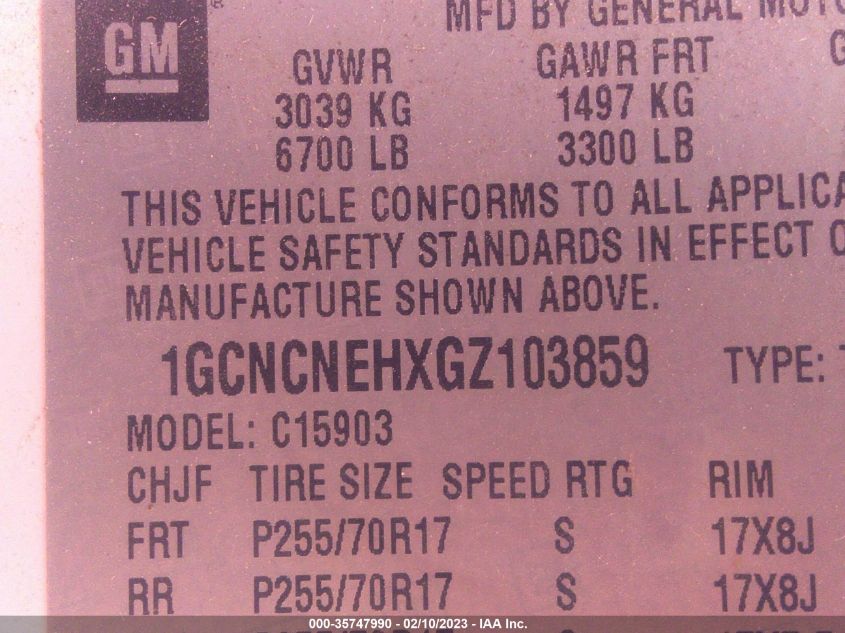 GM ®
MFD BY GENERAL MOTO
GVWR GAWR FRT G
3039 KG 1497 KG
6700 LB 3300 LB
THIS VEHICLE CONFORMS TO ALL APPLICA
VEHICLE SAFETY STANDARDS IN EFFECT O
MANUFACTURE SHOWN ABOVE.
1GCNCNEHXGZ103859 TYPE: T
MODEL: C15903
CHJF TIRE SIZE SPEED RTG RIM
FRT P255/70R17 S 17X8J
RR P255/70R17 S 17X8J
000-35747990 - 02/10/2023 - IAA Inc.